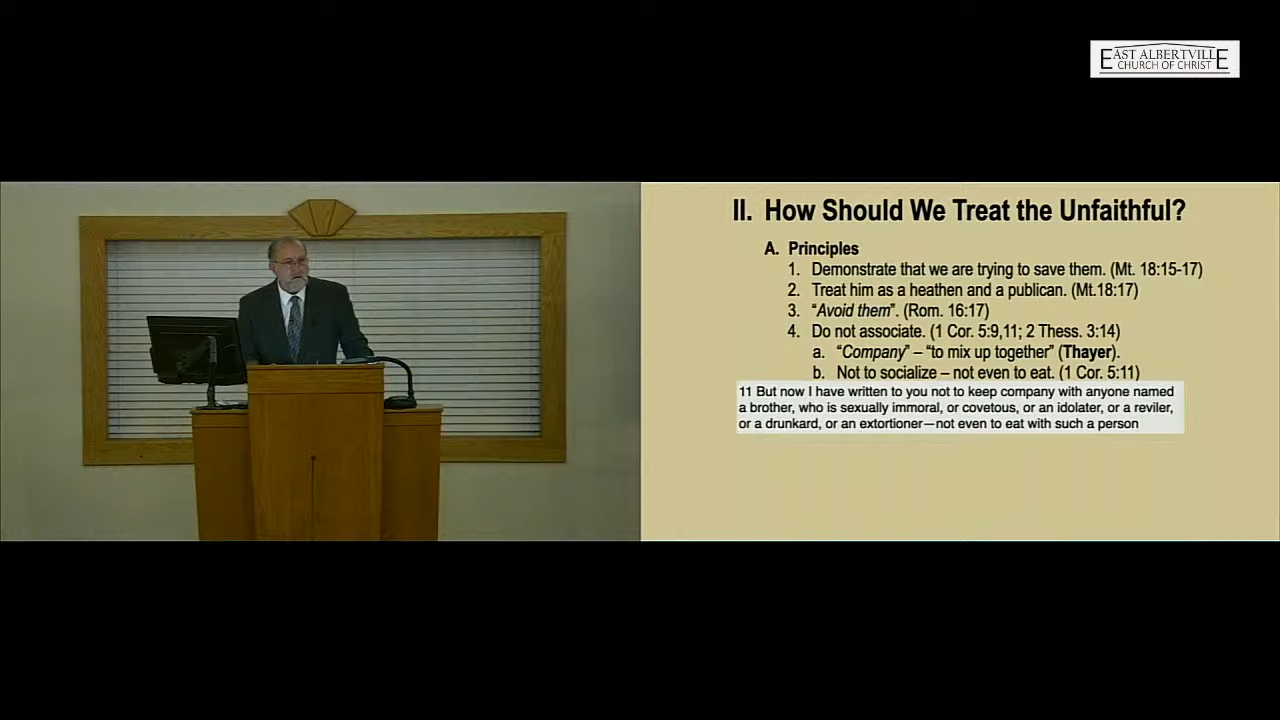 EAST ALBERTVILLE
CHURCH OF CHRIST
II. How Should We Treat the Unfaithful?
A. Principles
1. Demonstrate that we are trying to save them. (Mt. 18:15-17)
2. Treat him as a heathen and a publican. (Mt.18:17)
3. “Avoid them”. (Rom. 16:17)
4. Do not associate. (1 Cor. 5:9,11; 2 Thess. 3:14)
a. “Company” – “to mix up together” (Thayer).
b. Not to socialize – not even to eat. (1 Cor. 5:11)
11 But now I have written to you not to keep company with anyone named
a brother, who is sexually immoral, or covetous, or an idolater, or a reviler,
or a drunkard, or an extortioner—not even to eat with such a person